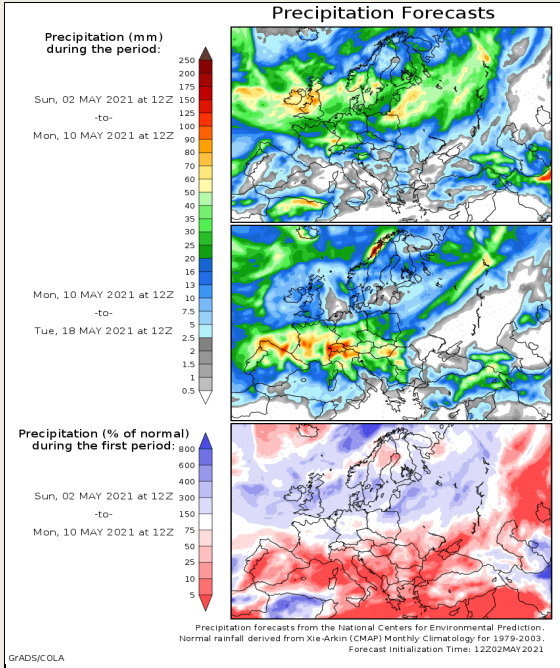 Precipitation Forecasts
Precipitation (mm)
during the period:
Sun, 02 MAY 2021 at 12Z
-to-
Mon, 10 MAY 2021 at 12Z
250
200
175
150
125
100
90
80
70
60
50
40
35
30
25
20
16
13
10
7.5
5
2.5
2
1.5
1
0.5
Mon, 10 MAY 2021 at 12Z
-to-
Tue, 18 MAY 2021 at 12Z
Precipitation (% of normal)
during the first period:
Sun, 02 MAY 2021 at 12Z
-to-
Mon, 10 MAY 2021 at 12Z
800
600
400
300
150
75
50
25
10
5
Precipitation forecasts from the National Centers for Environmental Prediction.
Normal rainfall derived from Xie-Arkin (CMAP) Monthly Climatology for 1979-2003.
Forecast Initialization Time: 12Z02MAY2021
GrADS/COLA